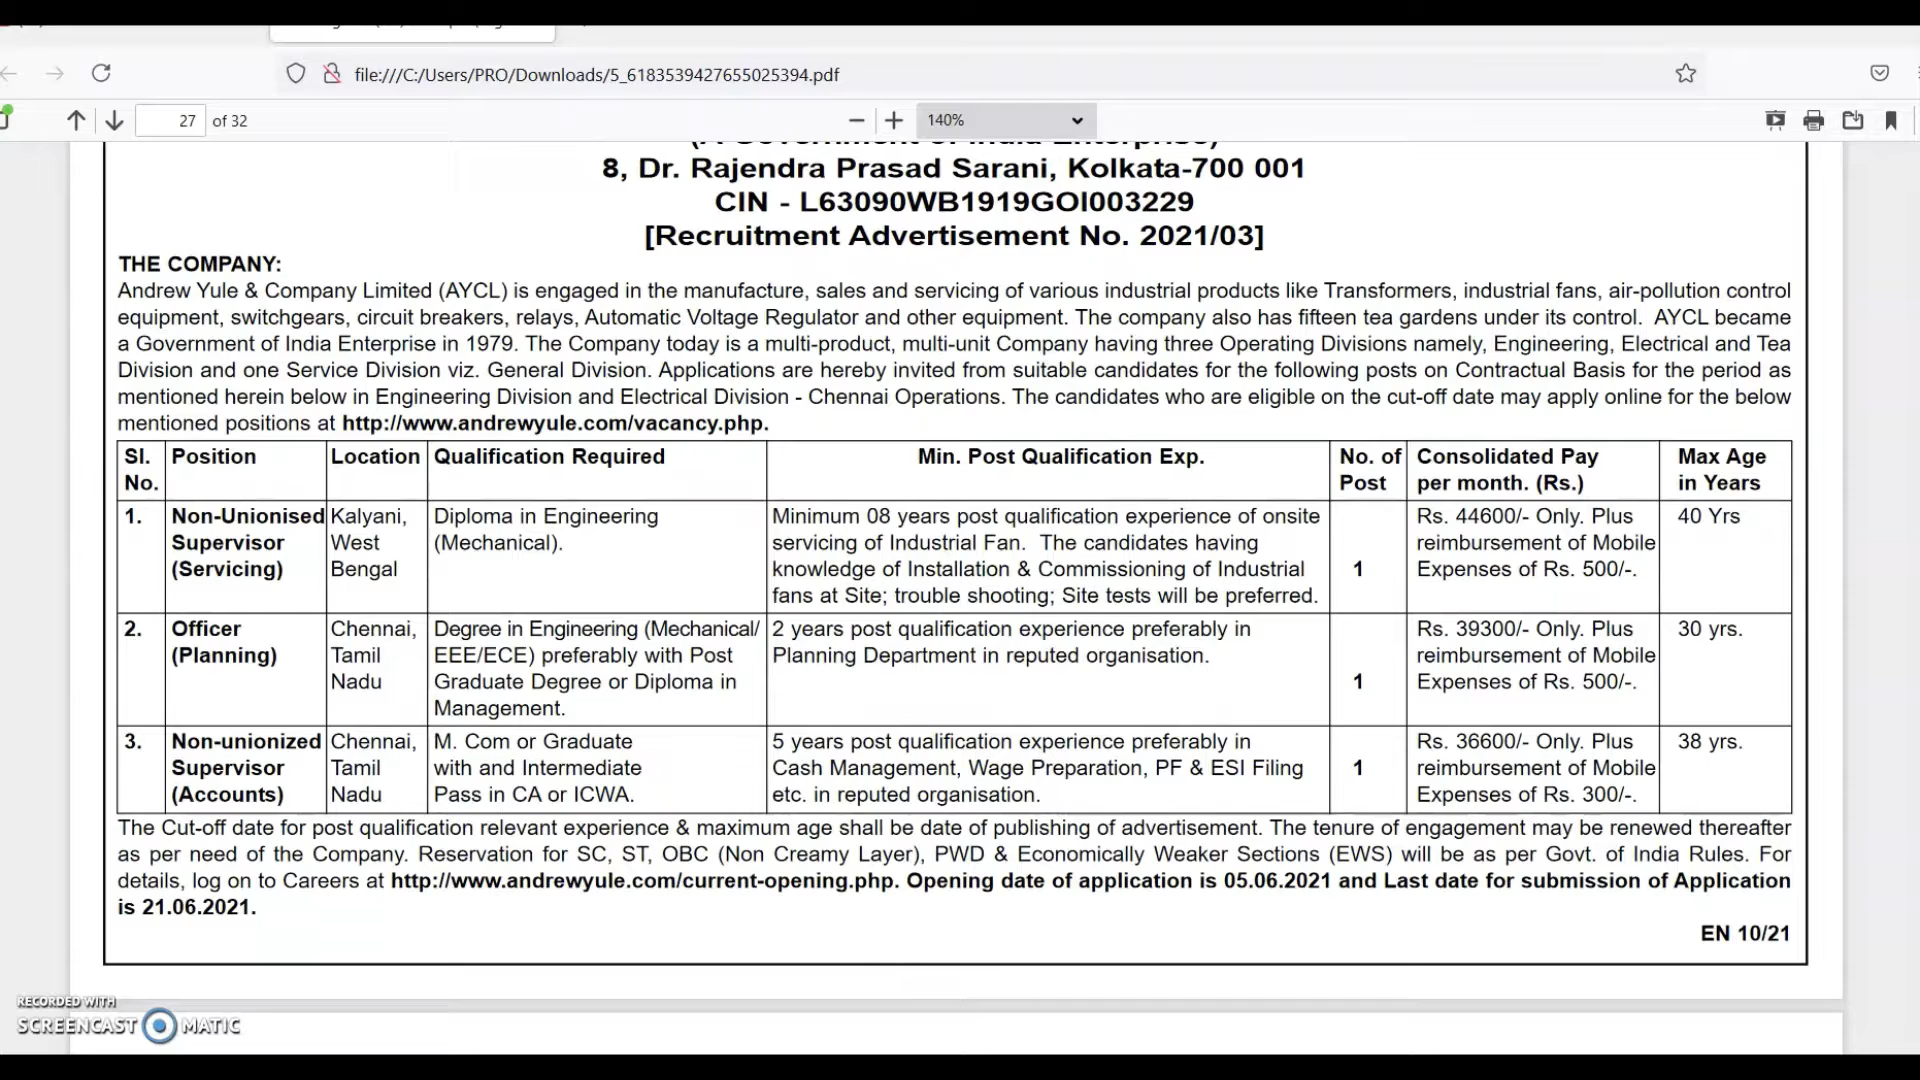 file:///C:/Users/PRO/Downloads/5_6183539427655025394.pdf
27 of 32
140%
(A Government of India Enterprise)
8, Dr. Rajendra Prasad Sarani, Kolkata-700 001
CIN - L63090WB1919GOI003229
[Recruitment Advertisement No. 2021/03]
THE COMPANY:
Andrew Yule & Company Limited (AYCL) is engaged in the manufacture, sales and servicing of various industrial products like Transformers, industrial fans, air-pollution control
equipment, switchgears, circuit breakers, relays, Automatic Voltage Regulator and other equipment. The company also has fifteen tea gardens under its control. AYCL became
a Government of India Enterprise in 1979. The Company today is a multi-product, multi-unit Company having three Operating Divisions namely, Engineering, Electrical and Tea
Division and one Service Division viz. General Division. Applications are hereby invited from suitable candidates for the following posts on Contractual Basis for the period as
mentioned herein below in Engineering Division and Electrical Division - Chennai Operations. The candidates who are eligible on the cut-off date may apply online for the below
mentioned positions at http://www.andrewyule.com/vacancy.php.
Sl. Position Location Qualification Required Min. Post Qualification Exp. No. of Consolidated Pay Max Age
No. Post per month. (Rs.) in Years
1. Non-Unionised Kalyani, Diploma in Engineering Minimum 08 years post qualification experience of onsite Rs. 44600/- Only. Plus 40 Yrs
Supervisor West (Mechanical). servicing of Industrial Fan. The candidates having reimbursement of Mobile
(Servicing) Bengal knowledge of Installation & Commissioning of Industrial 1 Expenses of Rs. 500/-.
fans at Site; trouble shooting; Site tests will be preferred.
2. Officer Chennai, Degree in Engineering (Mechanical/ 2 years post qualification experience preferably in Rs. 39300/- Only. Plus 30 yrs.
(Planning) Tamil EEE/ECE) preferably with Post Planning Department in reputed organisation. reimbursement of Mobile
Nadu Graduate Degree or Diploma in 1 Expenses of Rs. 500/-.
Management.
3. Non-unionized Chennai, M. Com or Graduate 5 years post qualification experience preferably in Rs. 36600/- Only. Plus 38 yrs.
Supervisor Tamil with and Intermediate Cash Management, Wage Preparation, PF & ESI Filing 1 reimbursement of Mobile
(Accounts) Nadu Pass in CA or ICWA. etc. in reputed organisation. Expenses of Rs. 300/-.
The Cut-off date for post qualification relevant experience & maximum age shall be date of publishing of advertisement. The tenure of engagement may be renewed thereafter
as per need of the Company. Reservation for SC, ST, OBC (Non Creamy Layer), PWD & Economically Weaker Sections (EWS) will be as per Govt. of India Rules. For
details, log on to Careers at http://www.andrewyule.com/current-opening.php. Opening date of application is 05.06.2021 and Last date for submission of Application
is 21.06.2021.
EN 10/21
RECORDED WITH
SCREENCAST MATIC